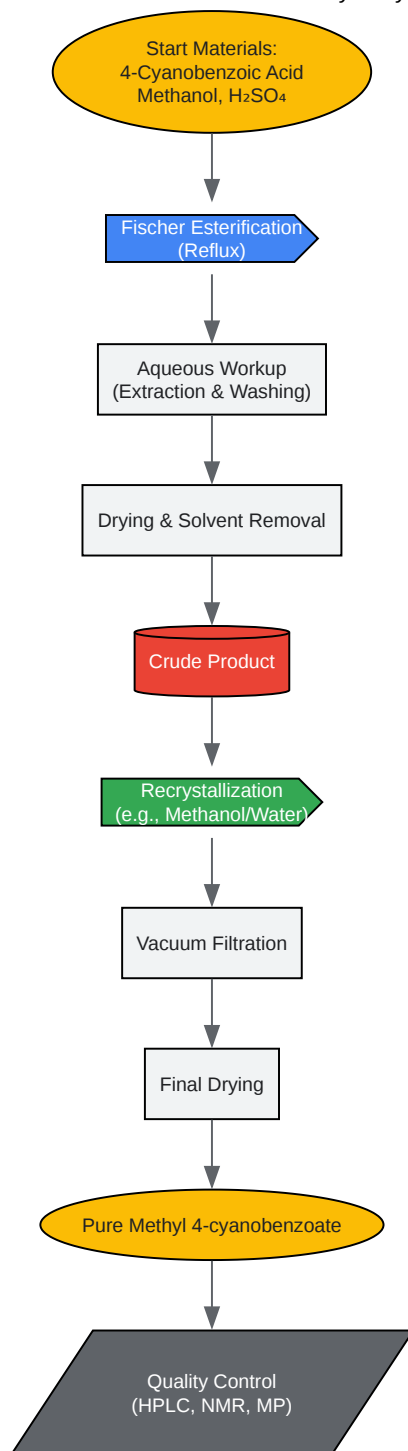 Start Materials:
4-Cyanobenzoic Acid
Methanol, H₂SO₄
Fischer Esterification
(Reflux)
Aqueous Workup
(Extraction & Washing)
Drying & Solvent Removal
Crude Product
Recrystallization
(e.g., Methanol/Water)
Vacuum Filtration
Final Drying
Pure Methyl 4-cyanobenzoate
Quality Control
(HPLC, NMR, MP)